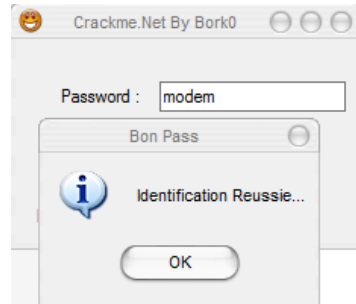 Crackme.Net By Bork0
Password : modem
Bon Pass
Identification Reussie...
OK